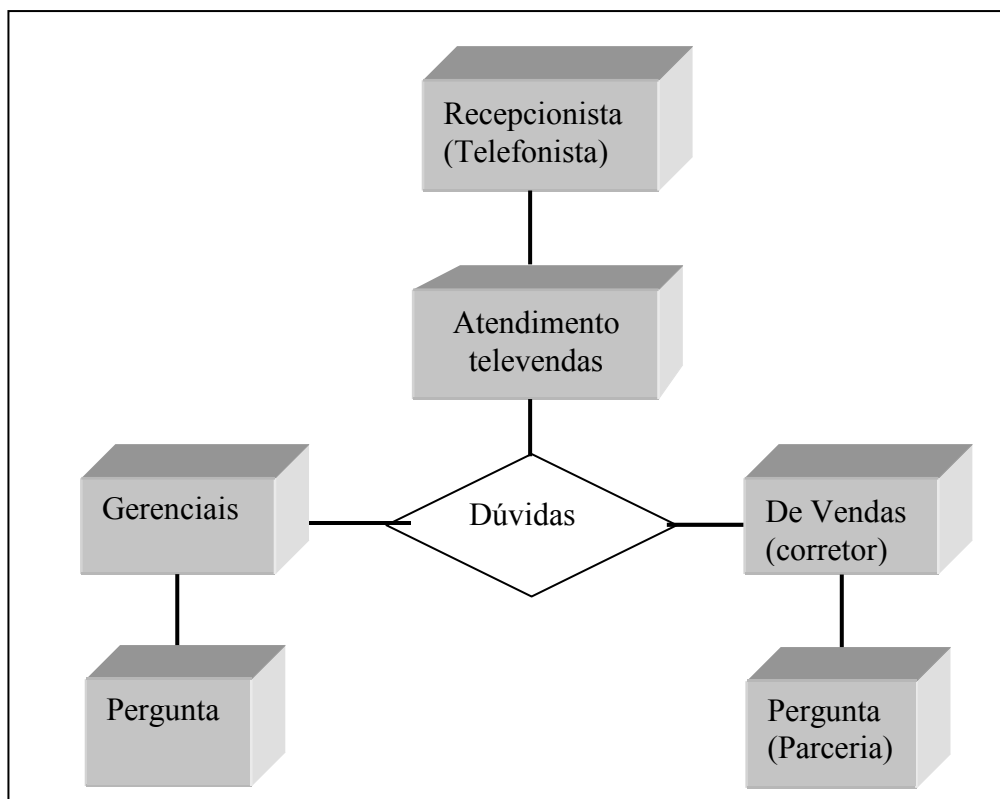 Recepcionista
(Telefonista)
Atendimento
televendas
Gerenciais
Dúvidas
De Vendas
(corretor)
Pergunta
Pergunta
(Parceria)